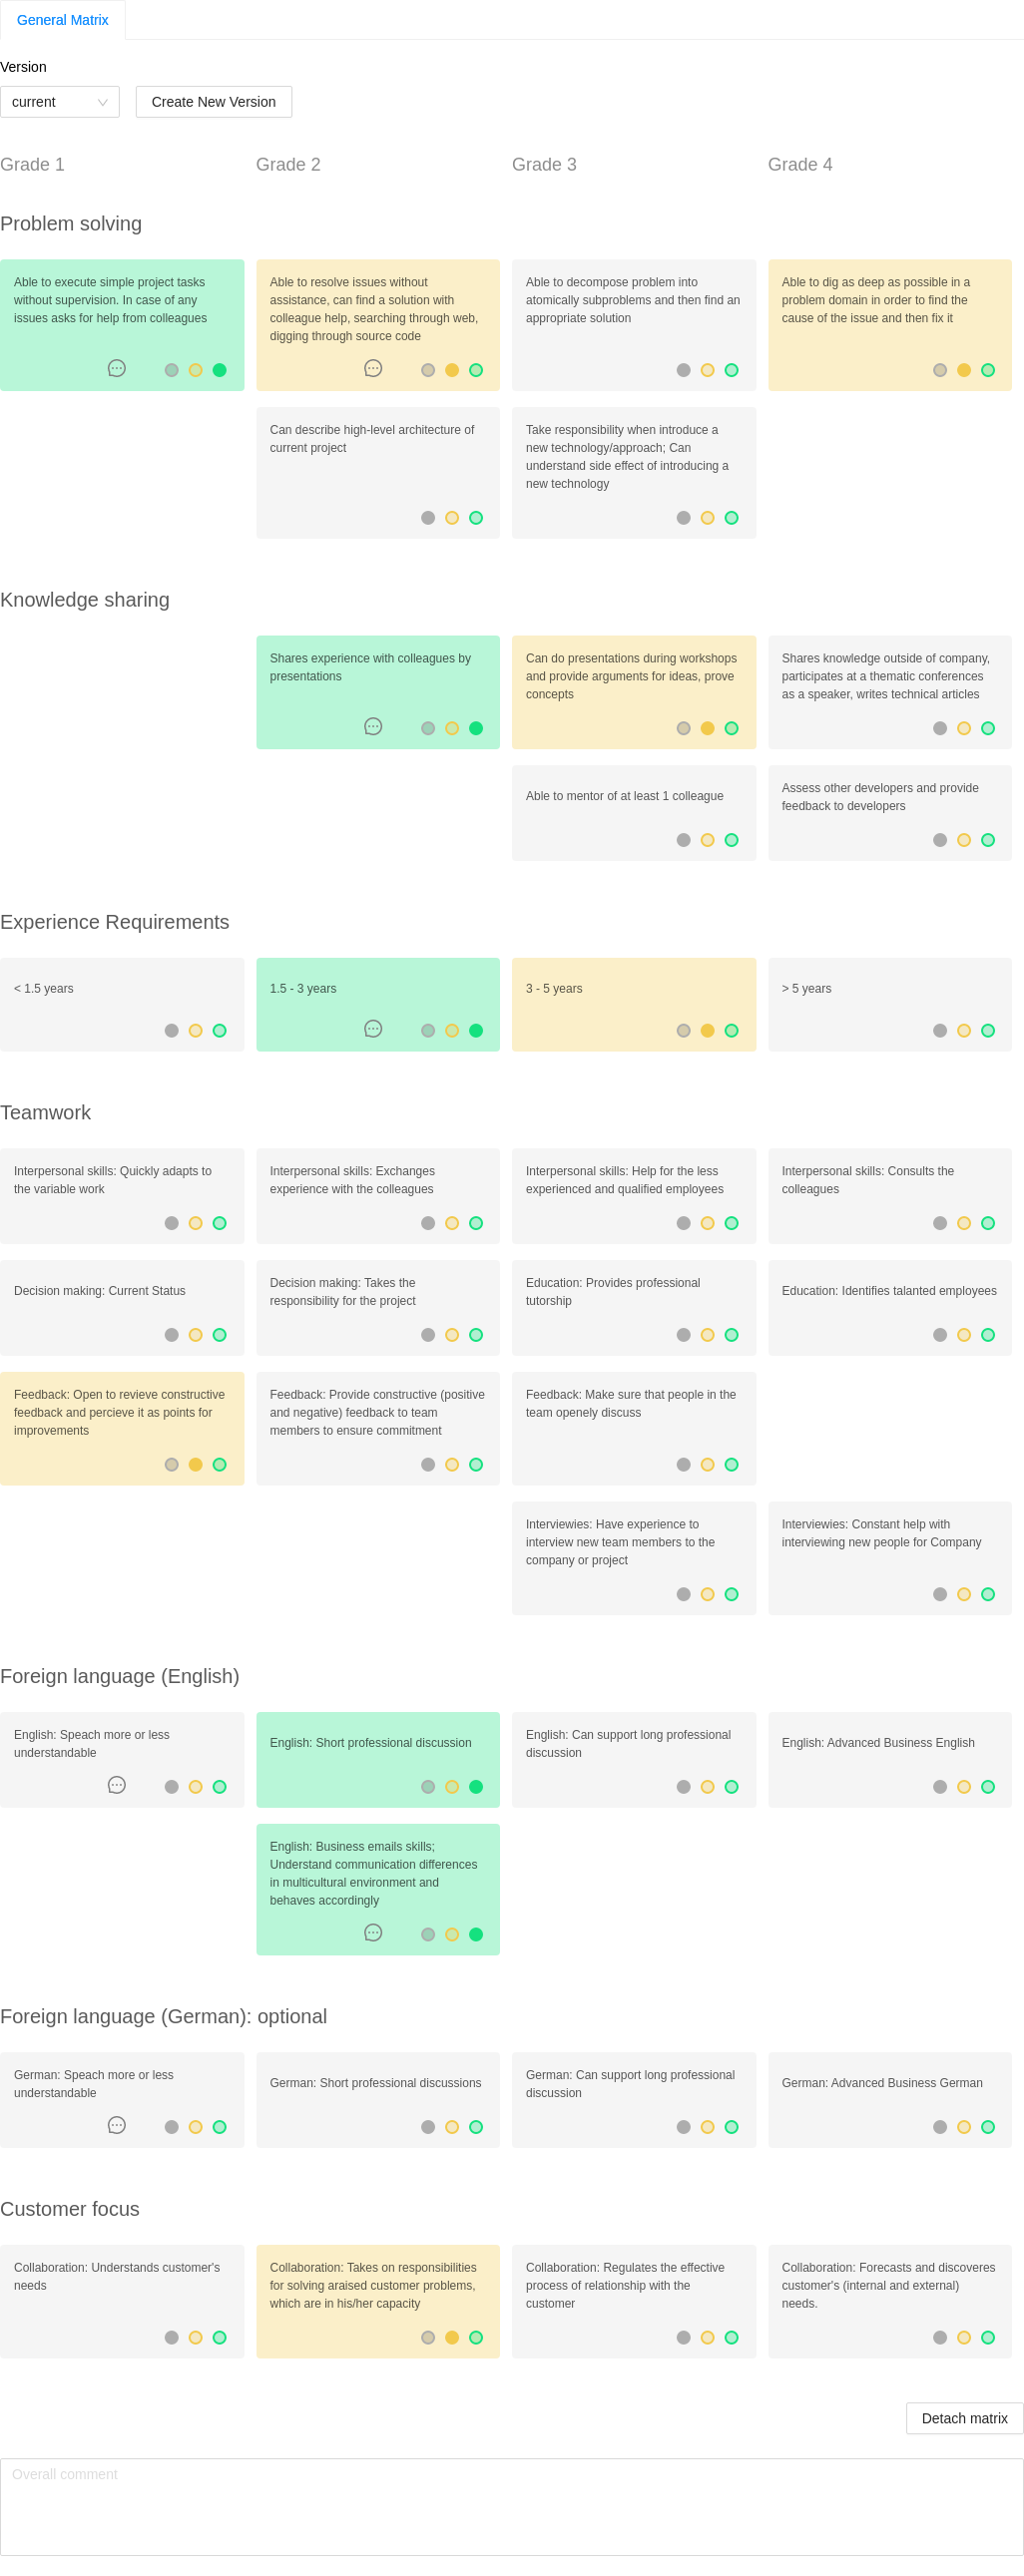 General Matrix
Version
current
Create New Version
Grade 1
Grade 2
Grade 3
Grade 4
Problem solving
Able to execute simple project tasks
without supervision. In case of any
issues asks for help from colleagues
Able to resolve issues without
assistance, can find a solution with
colleague help, searching through web,
digging through source code
Able to decompose problem into
atomically subproblems and then find an
appropriate solution
Able to dig as deep as possible in a
problem domain in order to find the
cause of the issue and then fix it
Can describe high-level architecture of
current project
Take responsibility when introduce a
new technology/approach; Can
understand side effect of introducing a
new technology
Knowledge sharing
Shares experience with colleagues by
presentations
Can do presentations during workshops
and provide arguments for ideas, prove
concepts
Shares knowledge outside of company,
participates at a thematic conferences
as a speaker, writes technical articles
Able to mentor of at least 1 colleague
Assess other developers and provide
feedback to developers
Experience Requirements
< 1.5 years
1.5 - 3 years
3 - 5 years
> 5 years
Teamwork
Interpersonal skills: Quickly adapts to
the variable work
Interpersonal skills: Exchanges
experience with the colleagues
Interpersonal skills: Help for the less
experienced and qualified employees
Interpersonal skills: Consults the
colleagues
Decision making: Current Status
Decision making: Takes the
responsibility for the project
Education: Provides professional
tutorship
Education: Identifies talanted employees
Feedback: Open to revieve constructive
feedback and percieve it as points for
improvements
Feedback: Provide constructive (positive
and negative) feedback to team
members to ensure commitment
Feedback: Make sure that people in the
team openely discuss
Interviewies: Have experience to
interview new team members to the
company or project
Interviewies: Constant help with
interviewing new people for Company
Foreign language (English)
English: Speach more or less
understandable
English: Short professional discussion
English: Can support long professional
discussion
English: Advanced Business English
English: Business emails skills;
Understand communication differences
in multicultural environment and
behaves accordingly
Foreign language (German): optional
German: Speach more or less
understandable
German: Short professional discussions
German: Can support long professional
discussion
German: Advanced Business German
Customer focus
Collaboration: Understands customer's
needs
Collaboration: Takes on responsibilities
for solving araised customer problems,
which are in his/her capacity
Collaboration: Regulates the effective
process of relationship with the
customer
Collaboration: Forecasts and discoveres
customer's (internal and external)
needs.
Detach matrix
Overall comment